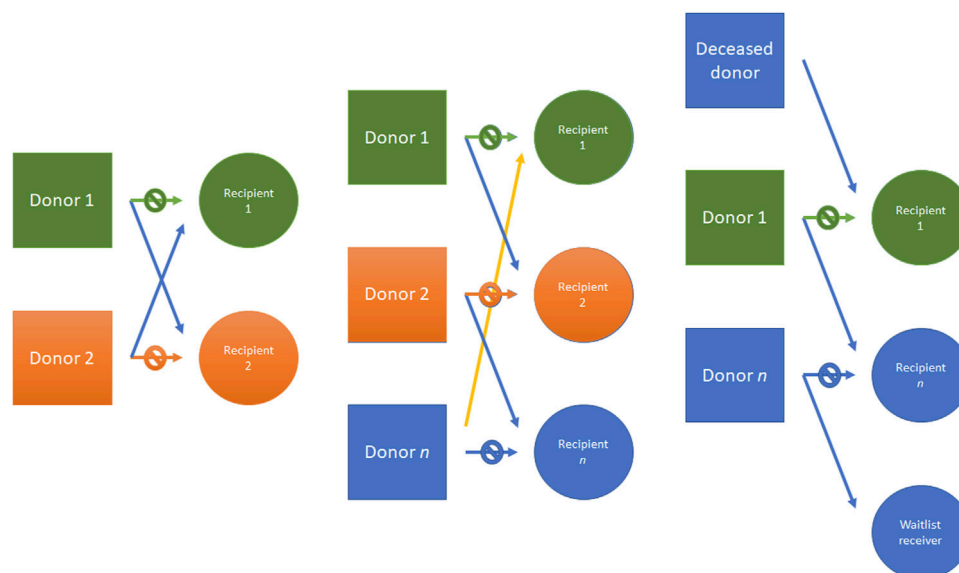 Donor 1
Recipient
1
Donor 2
Recipient
2
Donor 1
Recipient
1
Donor 2
Recipient
2
Donor n
Recipient
n
Deceased
donor
Donor 1
Recipient
1
Donor n
Recipient
n
Waitlist
receiver